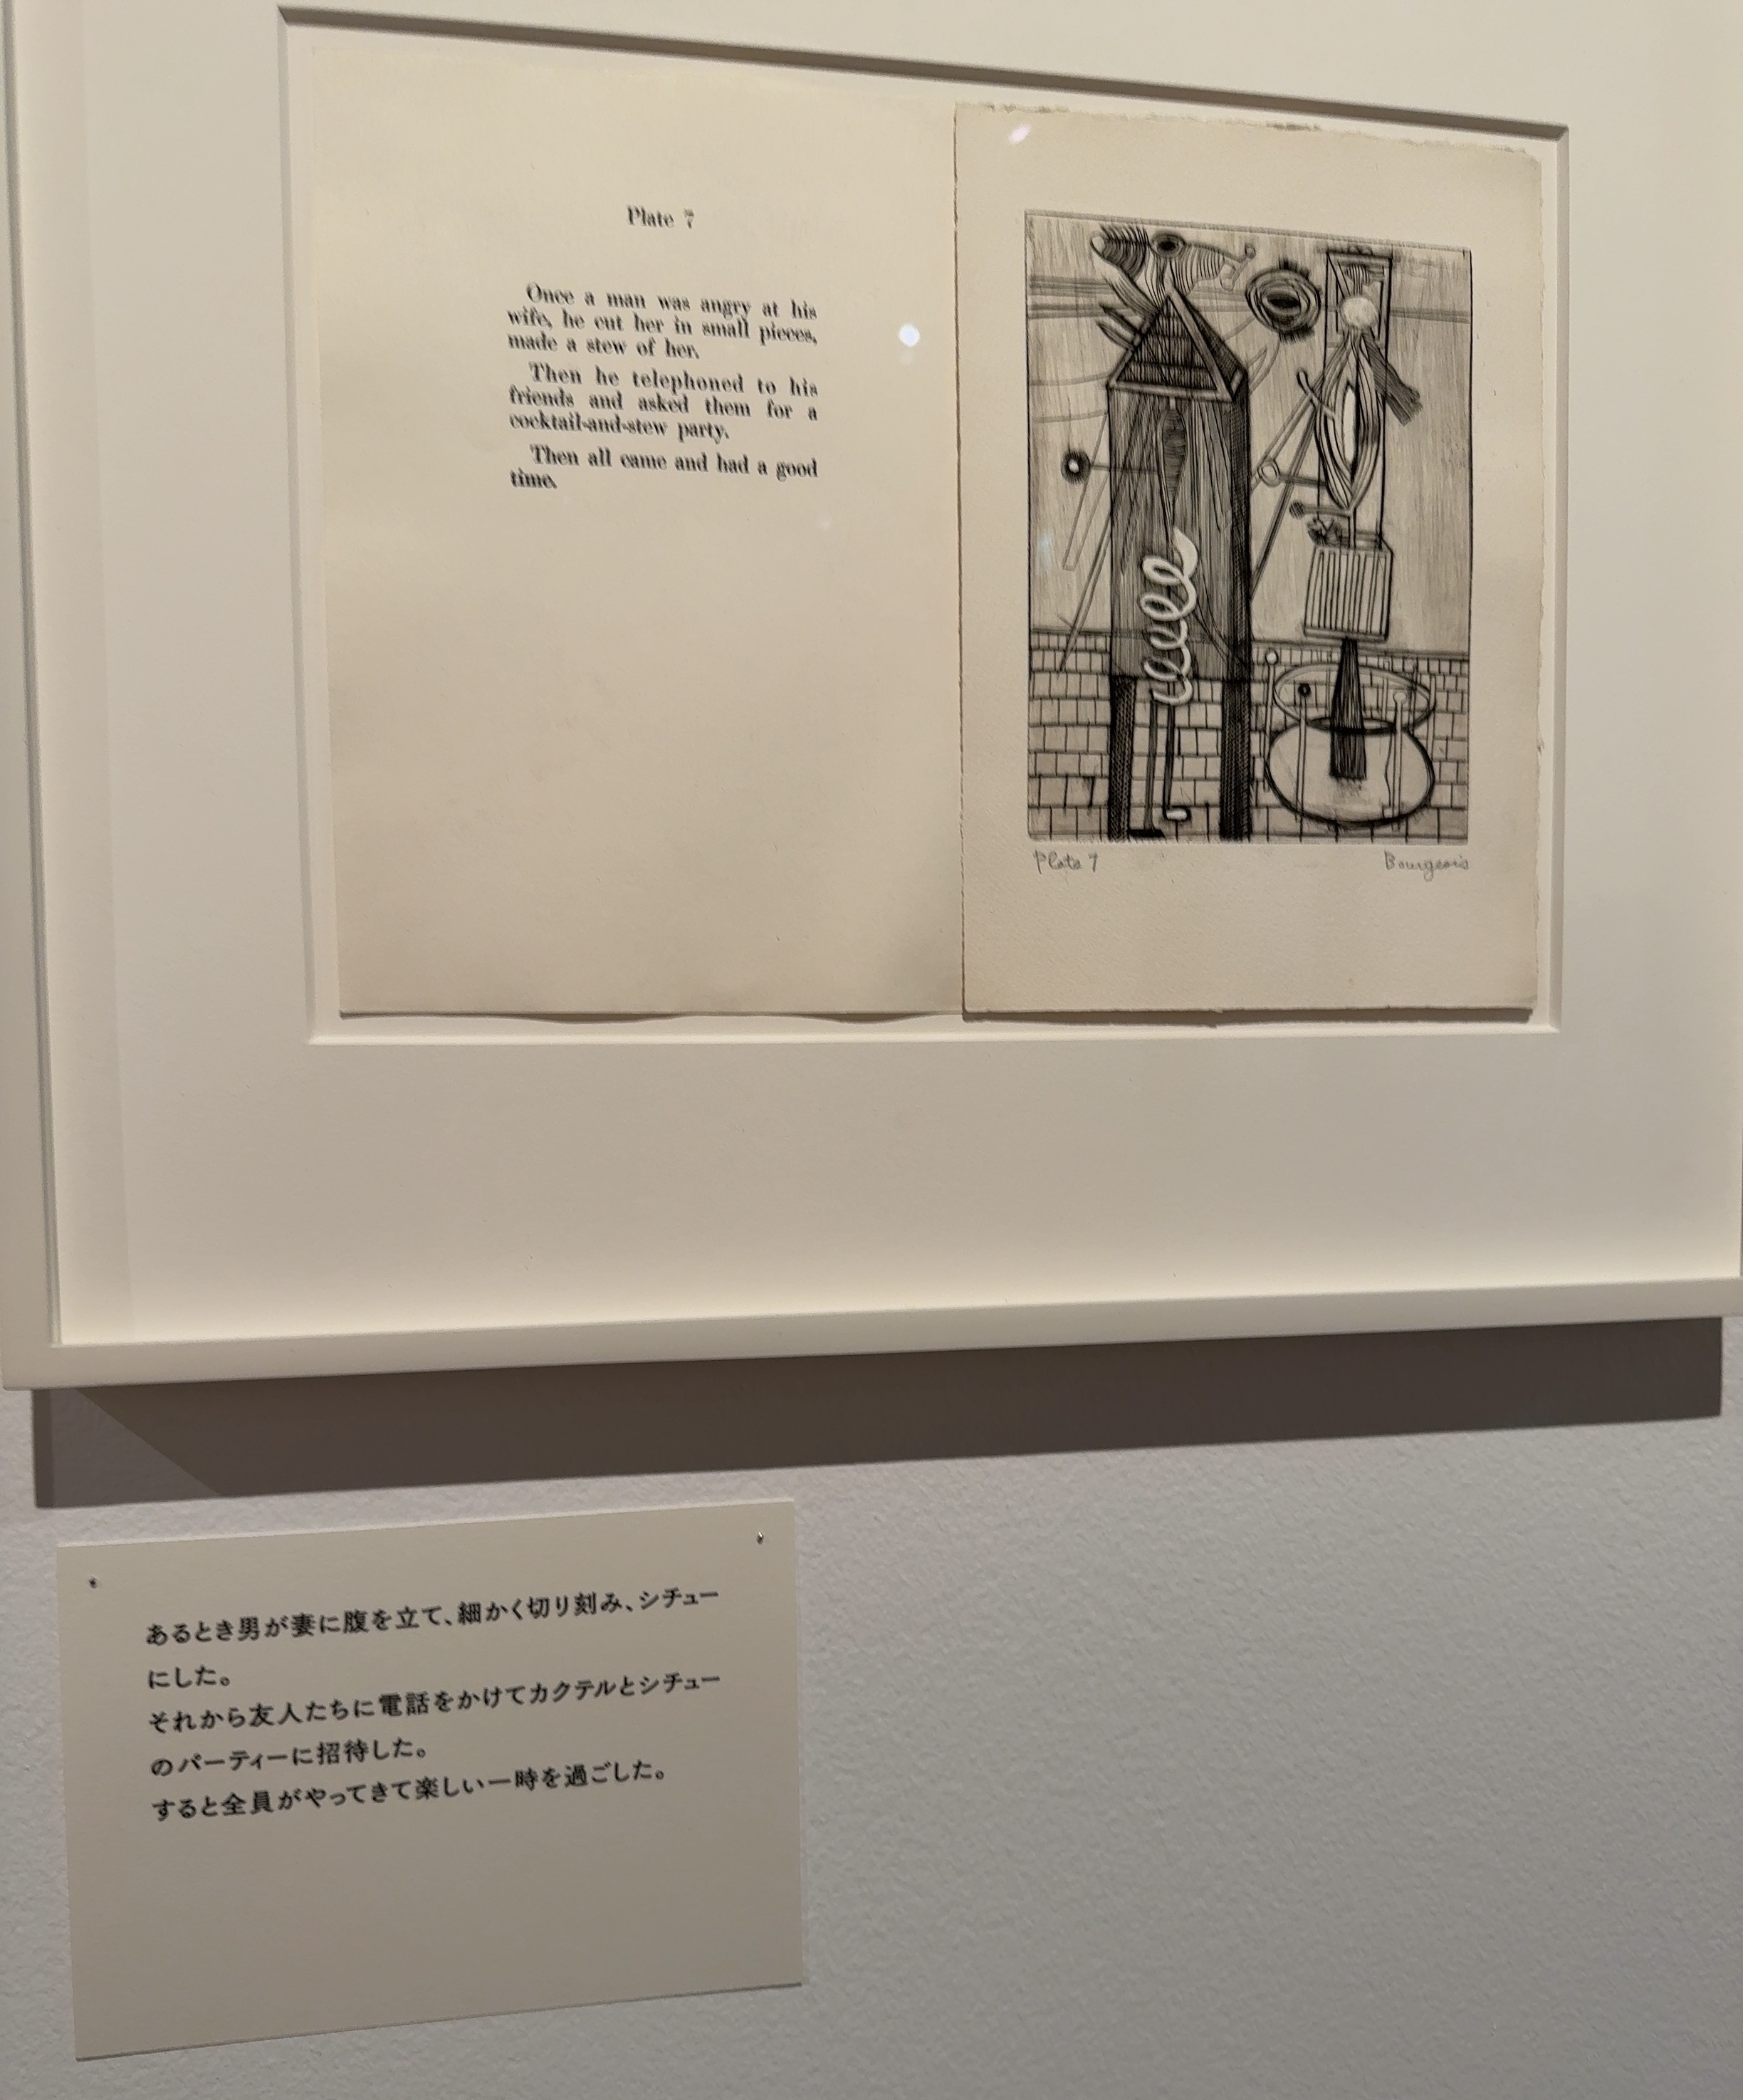 Plate 7
Once a man was angry at his
wife, he cut her in small pieces,
made a stew of her.
Then he telephoned to his
friends and asked them for a
cocktail-and-stew party.
Then all came and had a good
time.
Plate 7
Bourgeois
あるとき男が妻に腹を立て、細かく切り刻み、シチュー
にした。
それから友人たちに電話をかけてカクテルとシチュー
のパーティーに招待した。
すると全員がやってきて楽しい一時を過ごした。